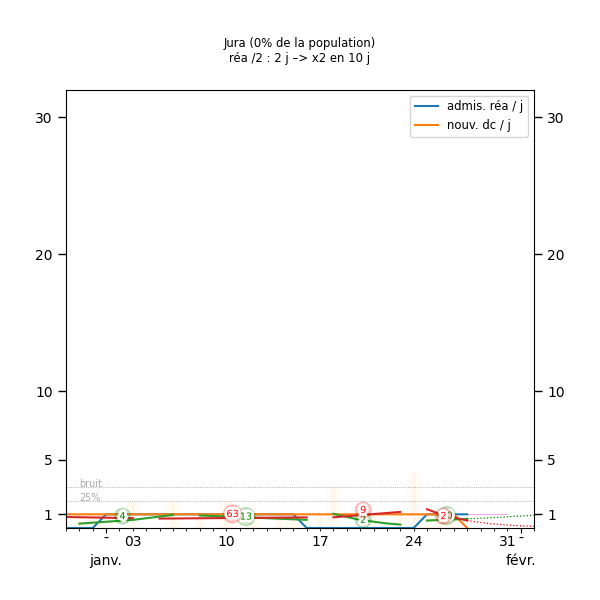 Jura (0% de la population)
réa /2 : 2 j –> x2 en 10 j
admis. réa / j
nouv. dc / j
30 30
20 20
10 10
5 5
bruit
25%
1 1
4 63 13 9 2 2
- 03 10 17 24 31 -
janv. févr.